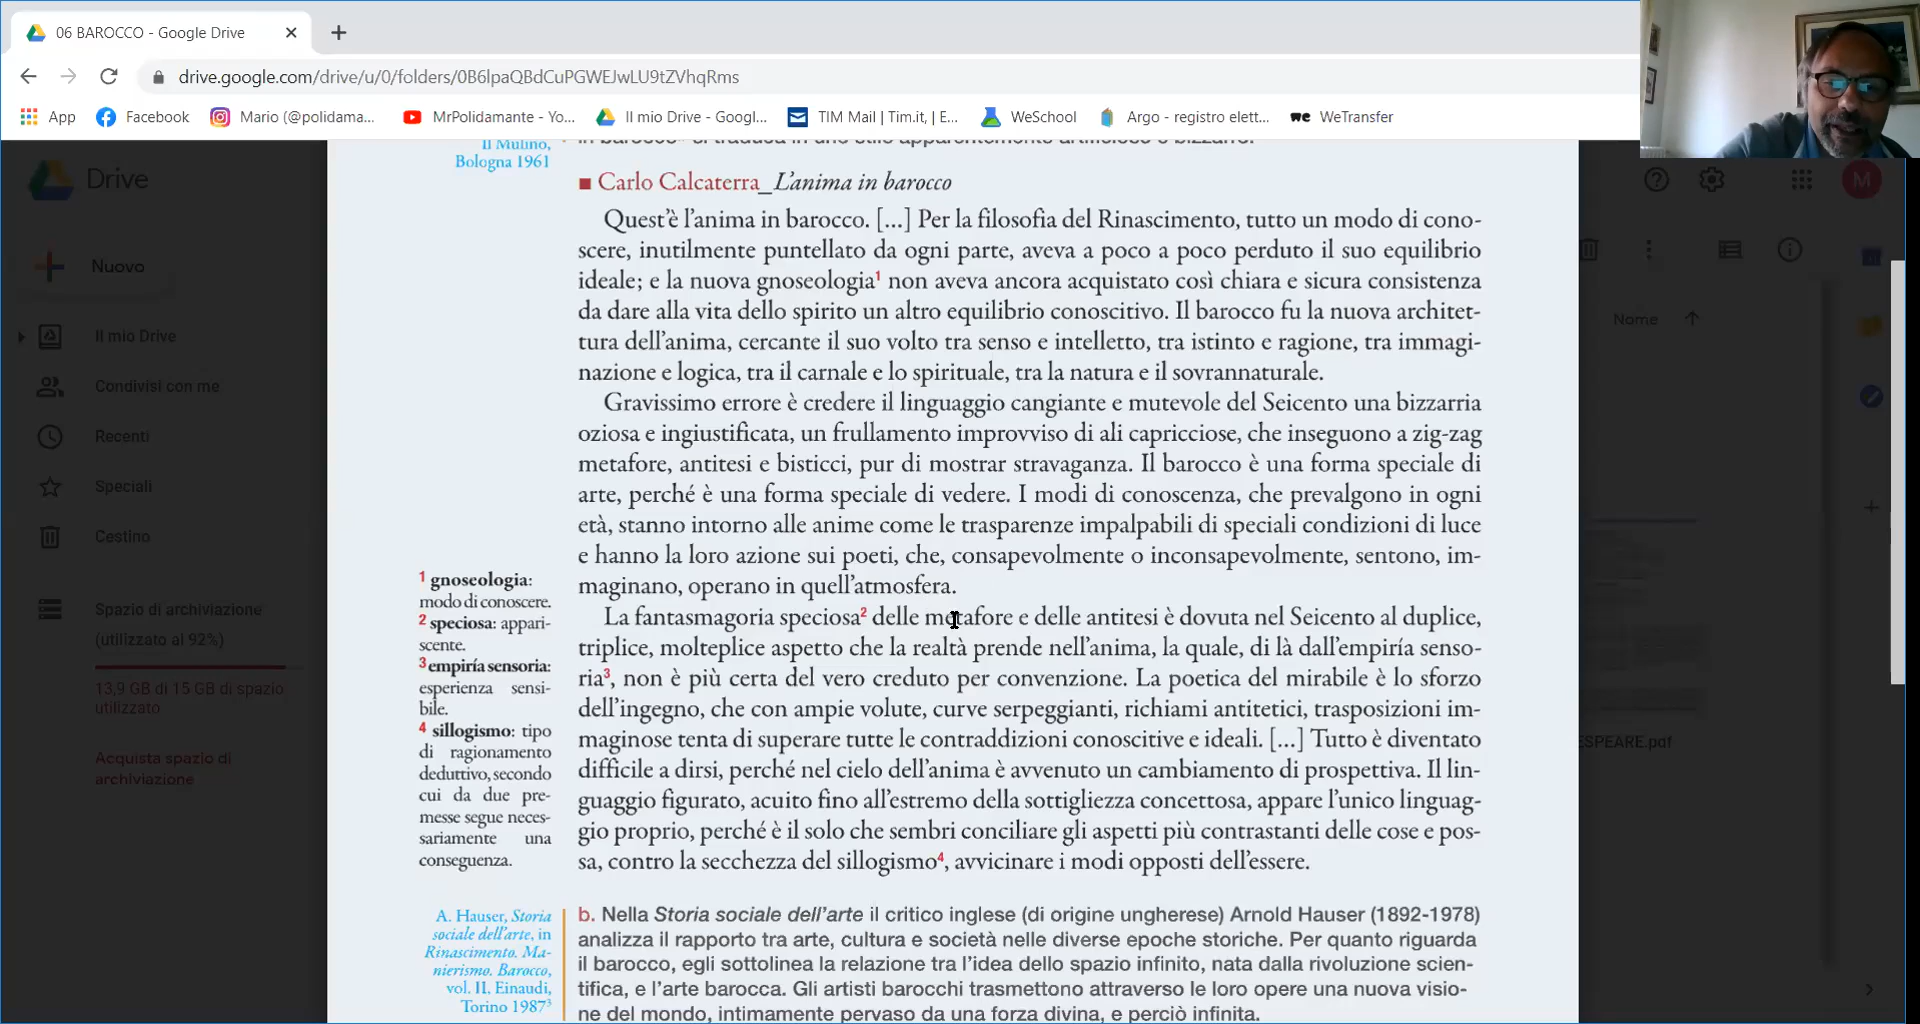 06 BAROCCO - Google Drive
drive.google.com/drive/u/0/folders/0B6lpaQBdCuPGWEJwLU9tZVhqRms
App Facebook Mario (@polidama... MrPolidamante - Yo... Il mio Drive - Googl... TIM Mail | Tim.it, | E... WeSchool Argo - registro elett... we WeTransfer
Drive
M
Nuovo
Il mio Drive
Condivisi con me
Recenti
Speciali
Cestino
Spazio di archiviazione
(utilizzato al 92%)
13,9 GB di 15 GB di spazio
utilizzato
Acquista spazio di
archiviazione
Nome
ESPEARE.pdf
Il Mulino,
Bologna 1961
in barocco" si traduca in uno stile apparentemente artificioso e bizzarro.
■ Carlo Calcaterra_L'anima in barocco
Quest'è l'anima in barocco. [...] Per la filosofia del Rinascimento, tutto un modo di cono-
scere, inutilmente puntellato da ogni parte, aveva a poco a poco perduto il suo equilibrio
ideale; e la nuova gnoseologia¹ non aveva ancora acquistato così chiara e sicura consistenza
da dare alla vita dello spirito un altro equilibrio conoscitivo. Il barocco fu la nuova architet-
tura dell'anima, cercante il suo volto tra senso e intelletto, tra istinto e ragione, tra immagi-
nazione e logica, tra il carnale e lo spirituale, tra la natura e il sovrannaturale.
Gravissimo errore è credere il linguaggio cangiante e mutevole del Seicento una bizzarria
oziosa e ingiustificata, un frullamento improvviso di ali capricciose, che inseguono a zig-zag
metafore, antitesi e bisticci, pur di mostrar stravaganza. Il barocco è una forma speciale di
arte, perché è una forma speciale di vedere. I modi di conoscenza, che prevalgono in ogni
età, stanno intorno alle anime come le trasparenze impalpabili di speciali condizioni di luce
e hanno la loro azione sui poeti, che, consapevolmente o inconsapevolmente, sentono, im-
maginano, operano in quell'atmosfera.
La fantasmagoria speciosa² delle metafore e delle antitesi è dovuta nel Seicento al duplice,
triplice, molteplice aspetto che la realtà prende nell'anima, la quale, di là dall'empiría senso-
ria³, non è più certa del vero creduto per convenzione. La poetica del mirabile è lo sforzo
dell'ingegno, che con ampie volute, curve serpeggianti, richiami antitetici, trasposizioni im-
maginose tenta di superare tutte le contraddizioni conoscitive e ideali. [...] Tutto è diventato
difficile a dirsi, perché nel cielo dell'anima è avvenuto un cambiamento di prospettiva. Il lin-
guaggio figurato, acuito fino all'estremo della sottigliezza concettosa, appare l'unico linguag-
gio proprio, perché è il solo che sembri conciliare gli aspetti più contrastanti delle cose e pos-
sa, contro la secchezza del sillogismo⁴, avvicinare i modi opposti dell'essere.
¹ gnoseologia:
modo di conoscere.
² speciosa: appari-
scente.
³ empiría sensoria:
esperienza sensi-
bile.
⁴ sillogismo: tipo
di ragionamento
deduttivo, secondo
cui da due pre-
messe segue neces-
sariamente una
conseguenza.
A. Hauser, Storia
sociale dell'arte, in
Rinascimento. Ma-
nierismo. Barocco,
vol. II, Einaudi,
Torino 1987³
b. Nella Storia sociale dell'arte il critico inglese (di origine ungherese) Arnold Hauser (1892-1978)
analizza il rapporto tra arte, cultura e società nelle diverse epoche storiche. Per quanto riguarda
il barocco, egli sottolinea la relazione tra l'idea dello spazio infinito, nata dalla rivoluzione scien-
tifica, e l'arte barocca. Gli artisti barocchi trasmettono attraverso le loro opere una nuova visio-
ne del mondo, intimamente pervaso da una forza divina, e perciò infinita.